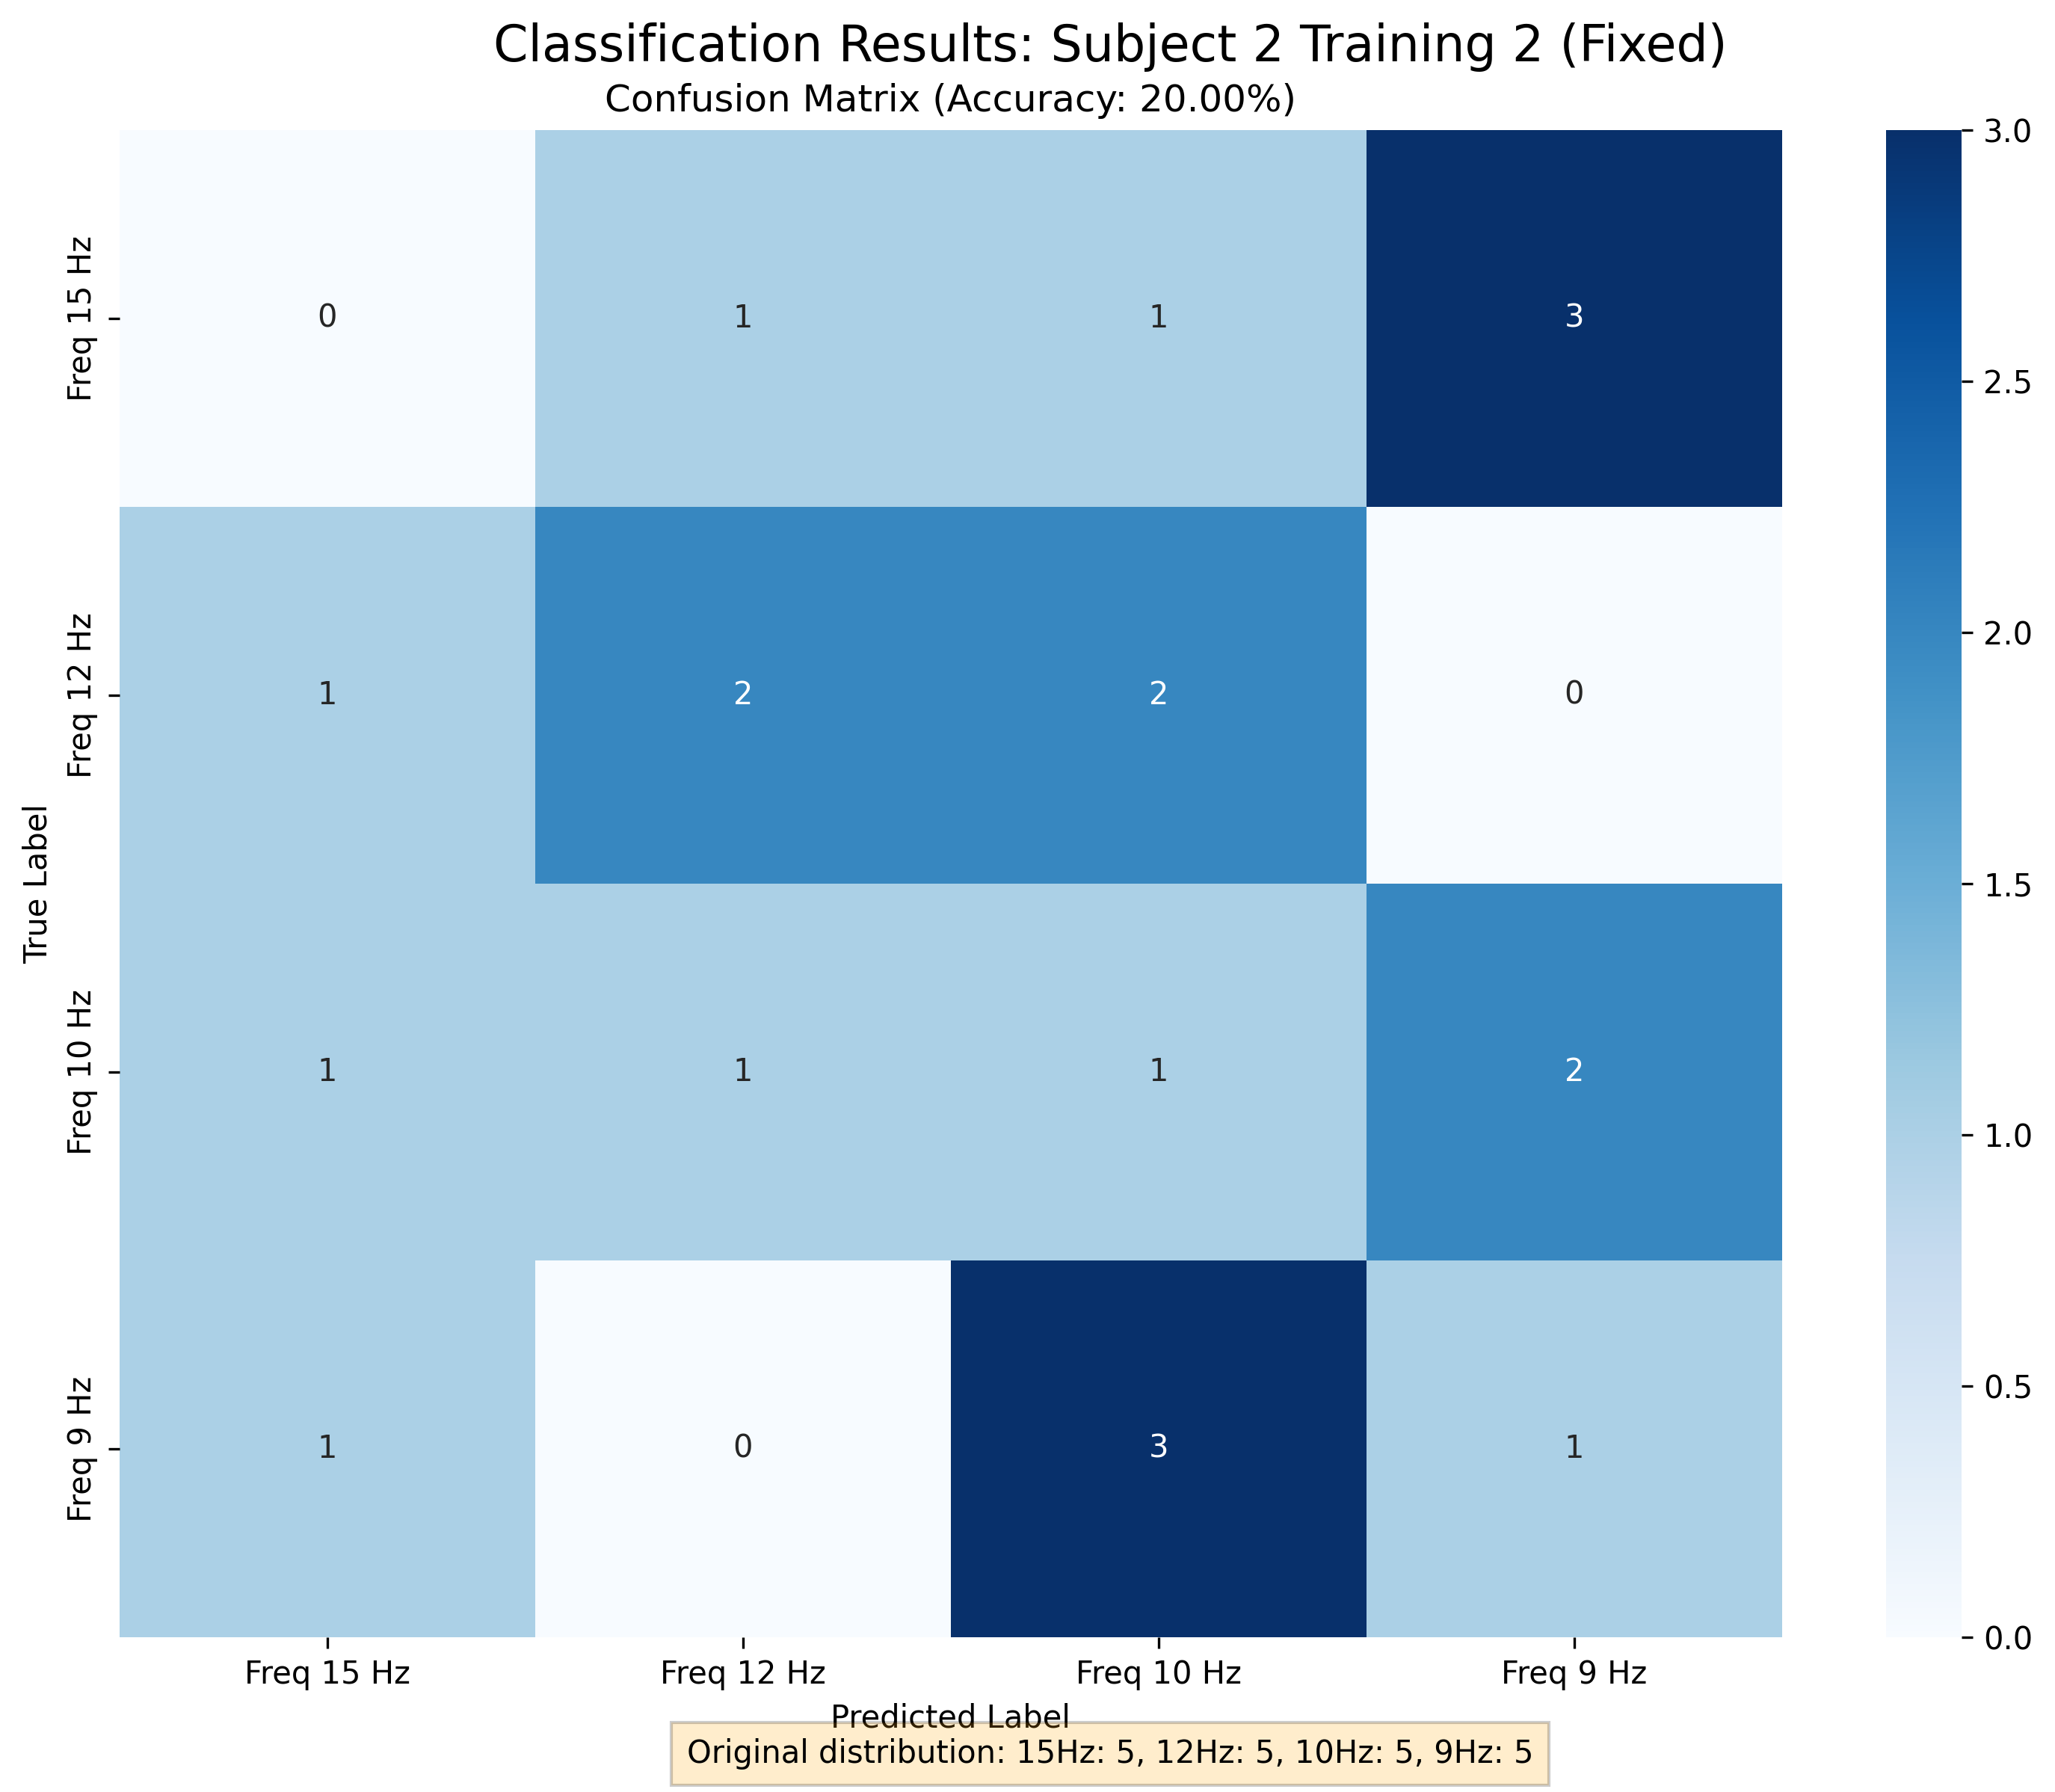 Classification Results: Subject 2 Training 2 (Fixed)
Confusion Matrix (Accuracy: 20.00%)
True Label
Freq 15 Hz
0 1 1 3
Freq 12 Hz
1 2 2 0
Freq 10 Hz
1 1 1 2
Freq 9 Hz
1 0 3 1
Freq 15 Hz Freq 12 Hz Freq 10 Hz Freq 9 Hz
Predicted Label
Original distribution: 15Hz: 5, 12Hz: 5, 10Hz: 5, 9Hz: 5
3.0
2.5
2.0
1.5
1.0
0.5
0.0